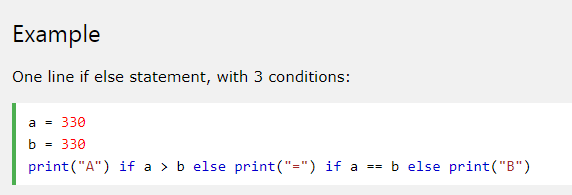 Example
One line if else statement, with 3 conditions:
a = 330
b = 330
print("A") if a > b else print("=") if a == b else print("B")